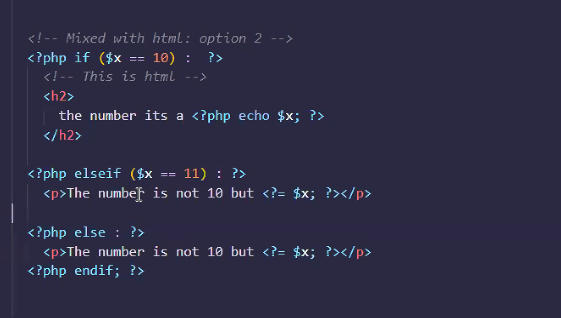 <!-- Mixed with html: option 2 -->
<?php if ($x == 10) :  ?>
<!-- This is html -->
<h2>
the number its a <?php echo $x; ?>
</h2>
<?php elseif ($x == 11) : ?>
<p>The number is not 10 but <?= $x; ?></p>
<?php else : ?>
<p>The number is not 10 but <?= $x; ?></p>
<?php endif; ?>